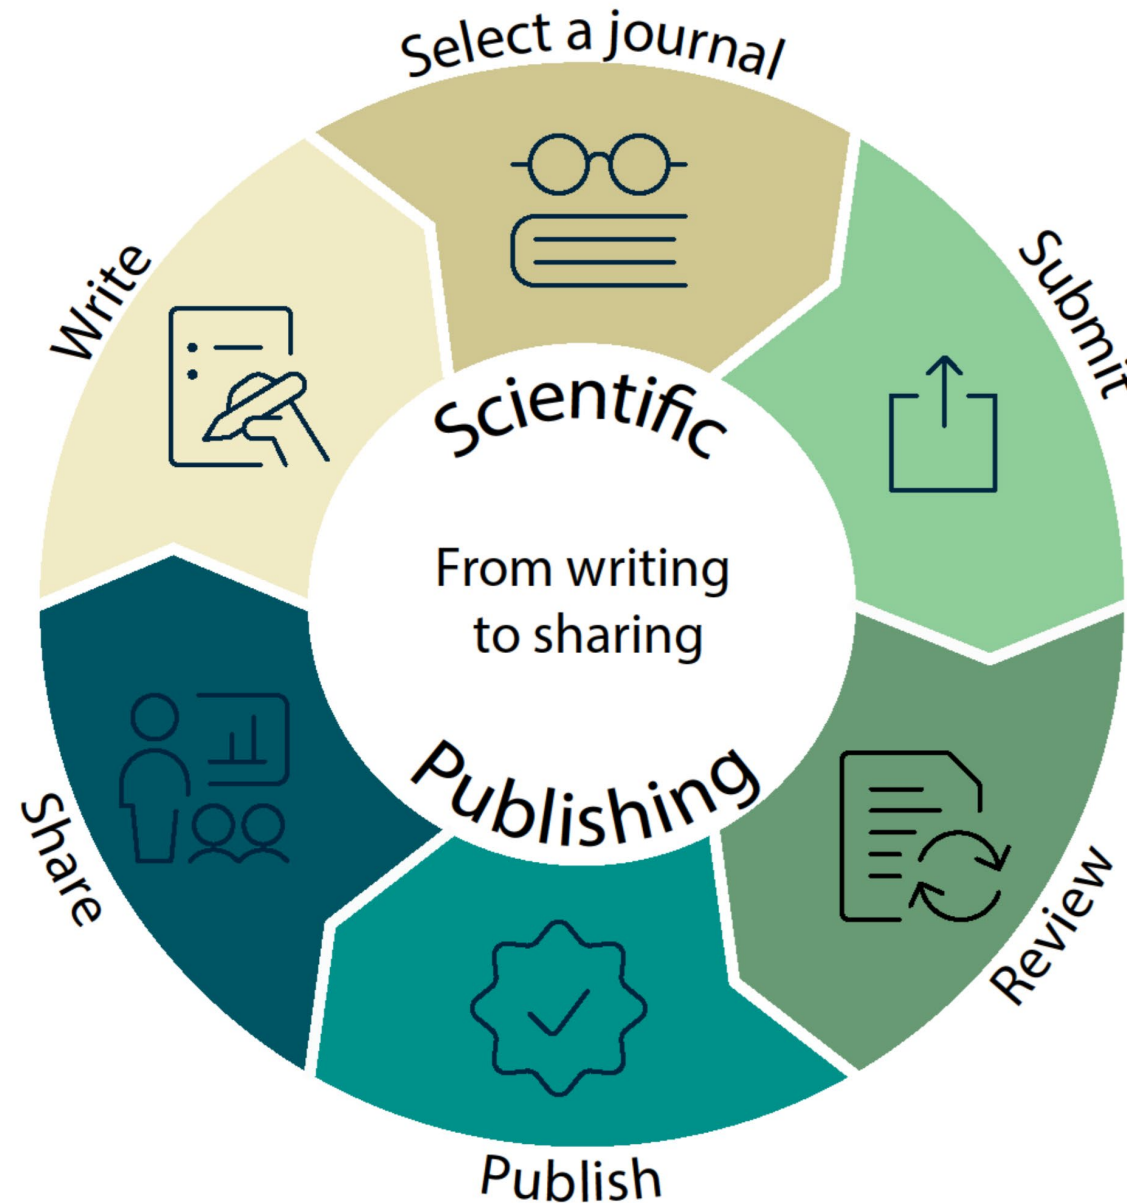 Select a journal
Write
Submit
Scientific
From writing
to sharing
Publishing
Share
Review
Publish